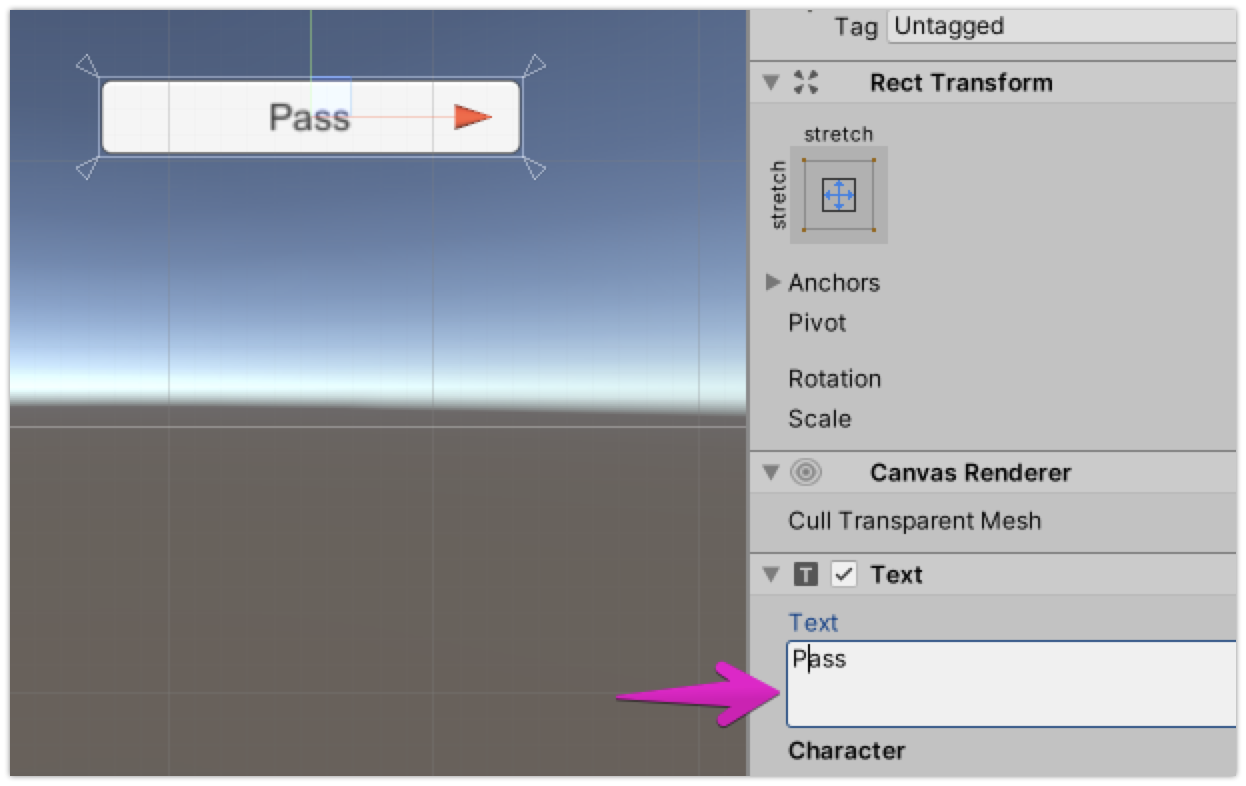 Pass
Tag Untagged
Rect Transform
stretch
stretch
Anchors
Pivot
Rotation
Scale
Canvas Renderer
Cull Transparent Mesh
T Text
Text
Pass
Character